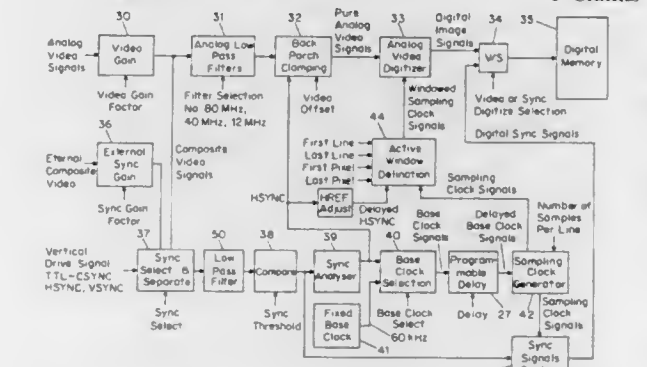 30
31
32
33
34
35
Pure
Analog
Video
Signals
Digital
Image
Signals
Analog
Video
Signals
Video
Gain
Analog Low
Pass
Filters
Back
Porch
Clamping
Analog
Video
Digitizer
V/S
Digital
Memory
Video Gain
Factor
Filter Selection
No 80 MHz,
40 MHz, 12 MHz
Video
Offset
Windowed
Sampling
Clock
Signals
Video or Sync
Digitize Selection
Digital Sync Signals
36
44
External
Sync
Gain
Eternal
Composite
Video
Composite
Video
Signals
First Line
Last Line
First Pixel
Last Pixel
Active
Window
Defination
Sampling
Clock Signals
Sync Gain
Factor
HSYNC
HREF
Adjust
Delayed
HSYNC
Number of
Samples
Per Line
Base
Clock
Signals
Delayed
Base Clock
Signals
37
50
38
39
40
Vertical
Drive Signal
TTL-CSYNC
HSYNC, VSYNC
Sync
Select &
Separate
Low
Pass
Filter
Compare
Sync
Analyser
Base
Clock
Selection
Program
mable
Delay
Sampling
Clock
Generator
Sync
Select
Sync
Threshold
Fixed
Base
Clock
Base Clock
Select
60 kHz
41
Delay
27
42
Sampling
Clock
Signals
Sync
Signals